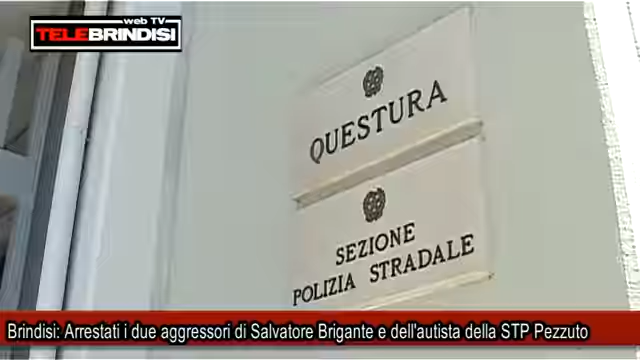 web TV
TELEBRINDISI
QUESTURA
SEZIONE
POLIZIA STRADALE
Brindisi: Arrestati i due aggressori di Salvatore Brigante e dell'autista della STP Pezzuto